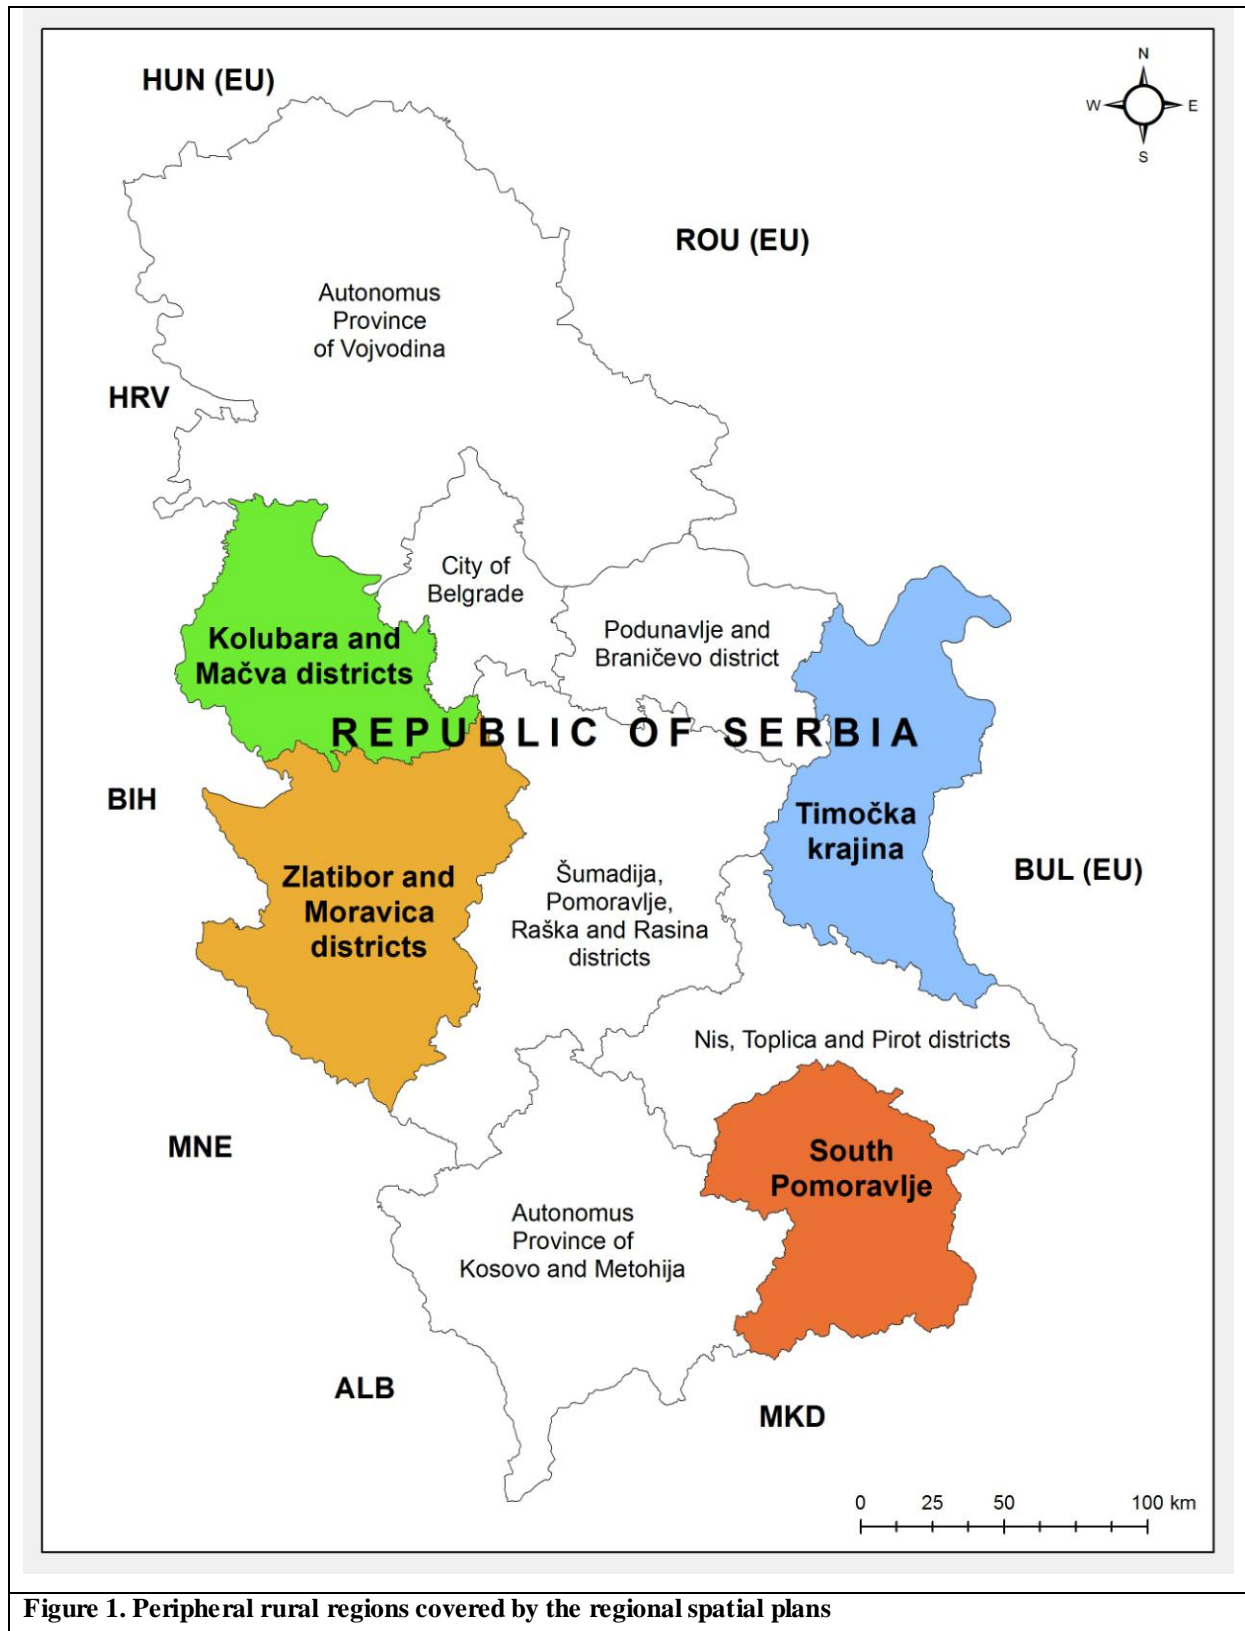 HUN (EU)
N
W
E
S
ROU (EU)
Autonomus
Province
of Vojvodina
HRV
City of
Belgrade
Kolubara and
Mačva districts
Podunavlje and
Braničevo district
REPUBLIC OF SERBIA
BIH
Timočka
krajina
Zlatibor and
Moravica
districts
Šumadija,
Pomoravlje,
Raška and Rasina
districts
BUL (EU)
Nis, Toplica and Pirot districts
MNE
South
Pomoravlje
Autonomus
Province of
Kosovo and Metohija
ALB
MKD
0 25 50 100 km
Figure 1. Peripheral rural regions covered by the regional spatial plans